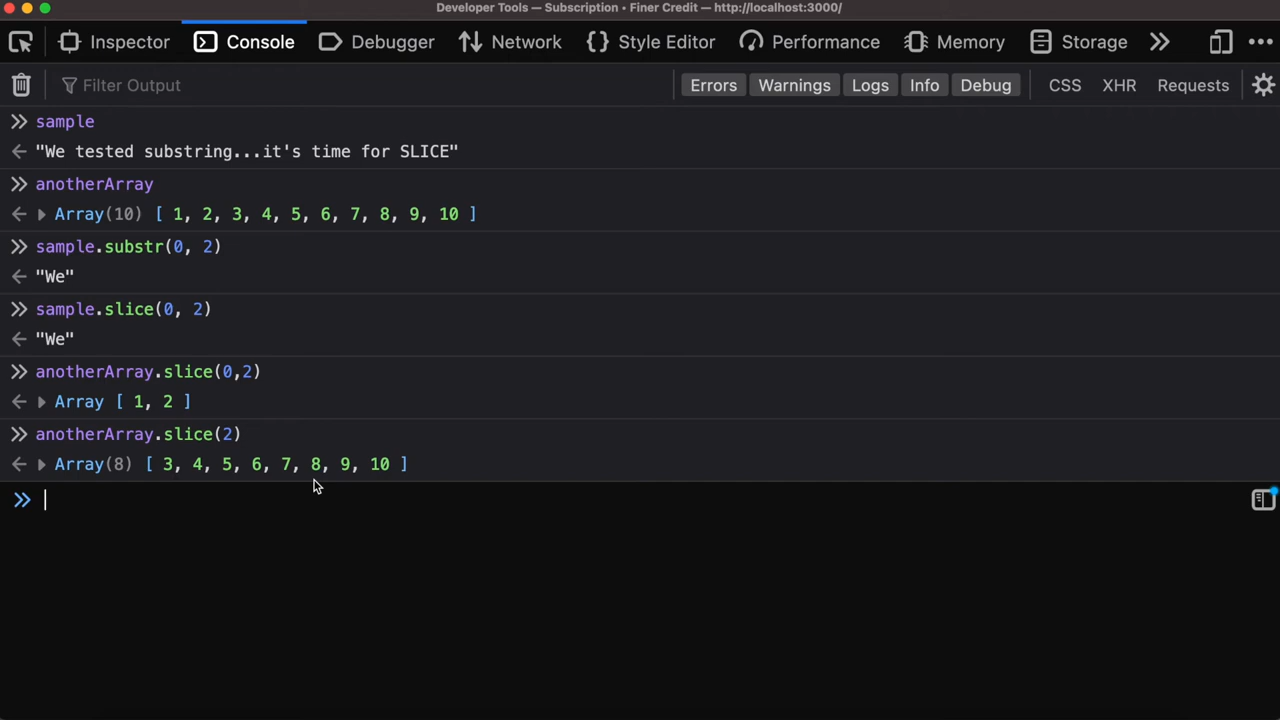 Developer Tools — Subscription • Finer Credit — http://localhost:3000/
Inspector Console Debugger Network Style Editor Performance Memory Storage
Filter Output Errors Warnings Logs Info Debug CSS XHR Requests
sample
"We tested substring...it's time for SLICE"
anotherArray
Array(10) [ 1, 2, 3, 4, 5, 6, 7, 8, 9, 10 ]
sample.substr(0, 2)
"We"
sample.slice(0, 2)
"We"
anotherArray.slice(0,2)
Array [ 1, 2 ]
anotherArray.slice(2)
Array(8) [ 3, 4, 5, 6, 7, 8, 9, 10 ]